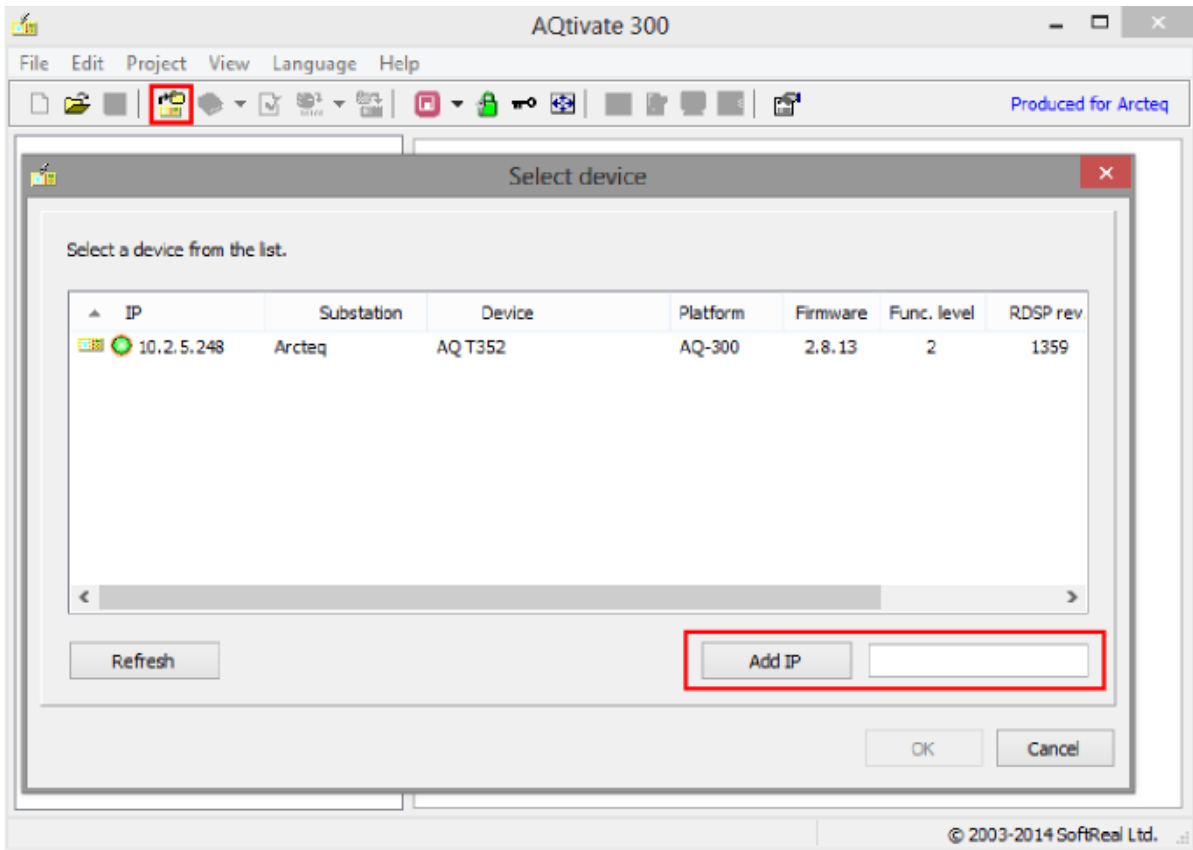 AQtivate 300
File Edit Project View Language Help
Produced for Arcteq
Select device
Select a device from the list.
IP Substation Device Platform Firmware Func. level RDSP rev
10.2.5.248 Arcteq AQ T352 AQ-300 2.8.13 2 1359
Refresh Add IP
OK Cancel
© 2003-2014 SoftReal Ltd.